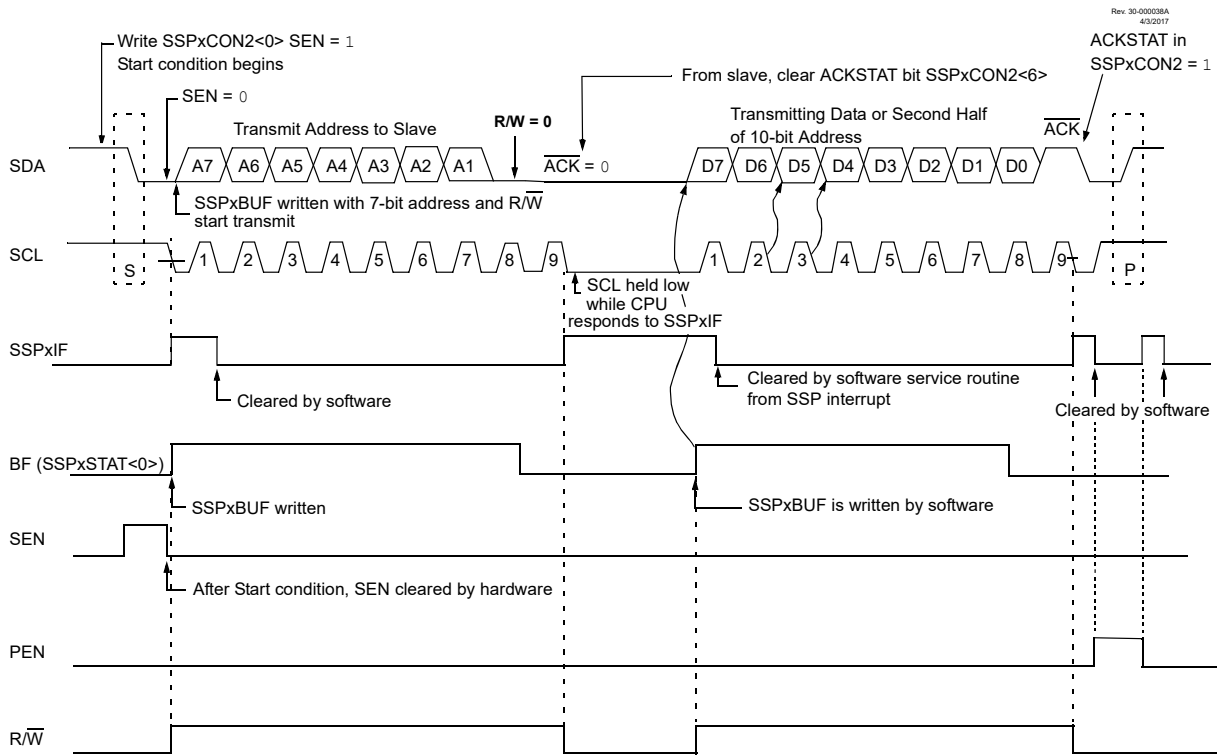 Rev. 30-000038A
4/3/2017
Write SSPxCON2<0> SEN = 1
Start condition begins
ACKSTAT in
SSPxCON2 = 1
From slave, clear ACKSTAT bit SSPxCON2<6>
SEN = 0
Transmit Address to Slave
R/W = 0
Transmitting Data or Second Half
of 10-bit Address
ACK
SDA
A7 A6 A5 A4 A3 A2 A1
ACK = 0
D7 D6 D5 D4 D3 D2 D1 D0
SSPxBUF written with 7-bit address and R/W
start transmit
SCL
S
1 2 3 4 5 6 7 8 9
1 2 3 4 5 6 7 8 9
P
SCL held low
while CPU
responds to SSPxIF
SSPxIF
Cleared by software
Cleared by software service routine
from SSP interrupt
Cleared by software
BF (SSPxSTAT<0>)
SSPxBUF written
SSPxBUF is written by software
SEN
After Start condition, SEN cleared by hardware
PEN
R/W